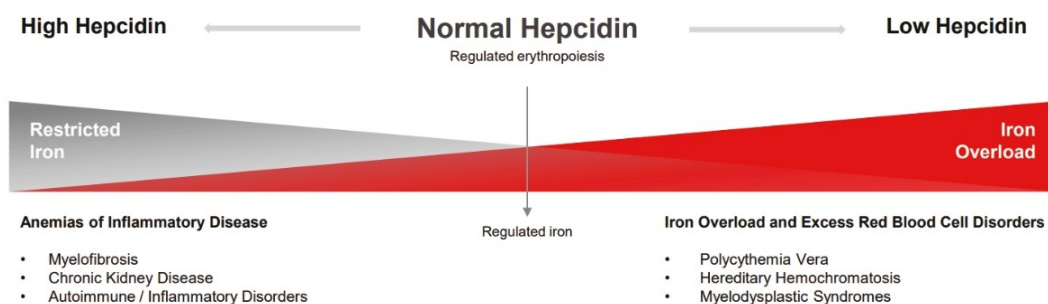 High Hepcidin
Normal Hepcidin
Low Hepcidin
Regulated erythropoiesis
Restricted
Iron
Iron
Overload
Anemias of Inflammatory Disease
• Myelofibrosis
• Chronic Kidney Disease
• Autoimmune / Inflammatory Disorders
Regulated iron
Iron Overload and Excess Red Blood Cell Disorders
• Polycythemia Vera
• Hereditary Hemochromatosis
• Myelodysplastic Syndromes